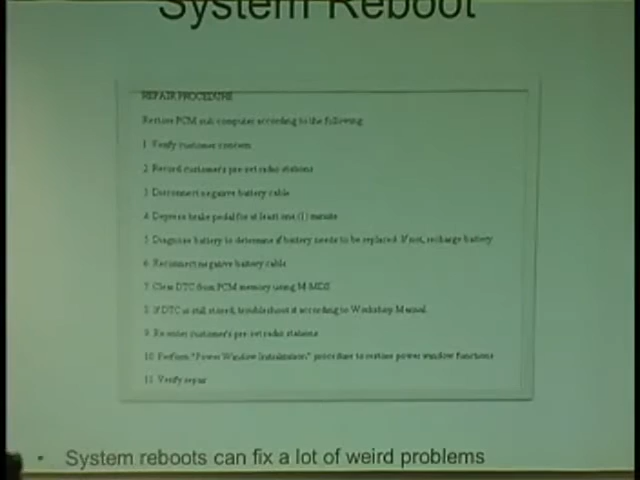 System Reboot
REPAIR PROCEDURE
Restore PCM sub computer according to the following
1. Verify customer concern
2. Record customer's pre-set radio stations
3. Disconnect negative battery cable
4. Depress brake pedal for at least one (1) minute
5. Diagnose battery to determine if battery needs to be replaced. If not, recharge battery
6. Reconnect negative battery cable
7. Clear DTC from PCM memory using M-MDS
8. If DTC is still stored, troubleshoot it according to Workshop Manual.
9. Re-enter customer's pre-set radio stations
10. Perform "Power Window Initialization" procedure to restore power window functions
11. Verify repair
• System reboots can fix a lot of weird problems